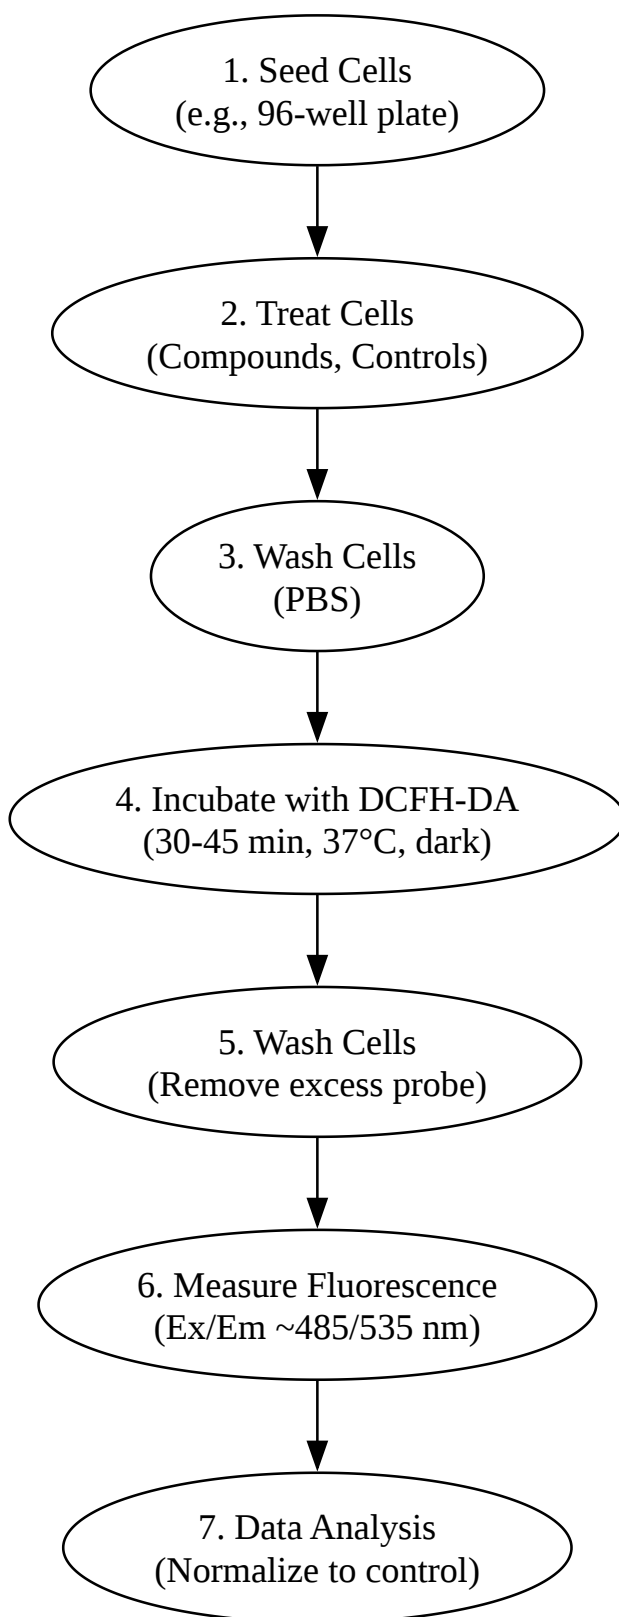 1. Seed Cells
(e.g., 96-well plate)
2. Treat Cells
(Compounds, Controls)
3. Wash Cells
(PBS)
4. Incubate with DCFH-DA
(30-45 min, 37°C, dark)
5. Wash Cells
(Remove excess probe)
6. Measure Fluorescence
(Ex/Em ~485/535 nm)
7. Data Analysis
(Normalize to control)